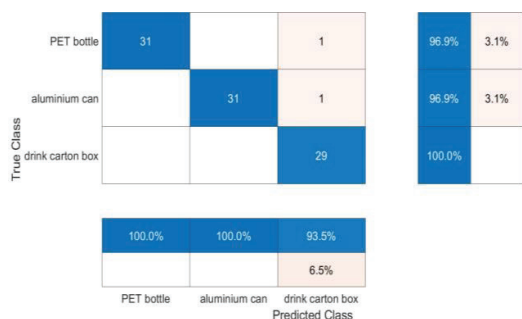 PET bottle 31 1 96.9% 3.1%
aluminium can 31 1 96.9% 3.1%
drink carton box 29 100.0%
True Class
100.0% 100.0% 93.5%
6.5%
PET bottle aluminium can drink carton box
Predicted Class